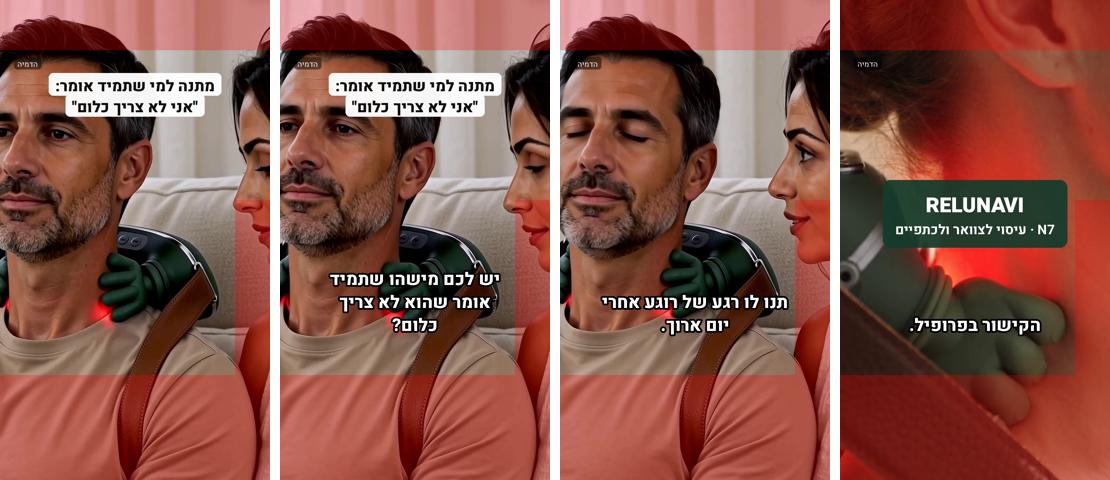 הדמיה
מתנה למי שתמיד אומר:
"אני לא צריך כלום"
הדמיה
מתנה למי שתמיד אומר:
"אני לא צריך כלום"
יש לכם מישהו שתמיד
אומר שהוא לא צריך
כלום?
הדמיה
תנו לו רגע של רוגע אחרי
יום ארוך.
הדמיה
RELUNAVI
N7 · עיסוי לצוואר ולכתפיים
הקישור בפרופיל.